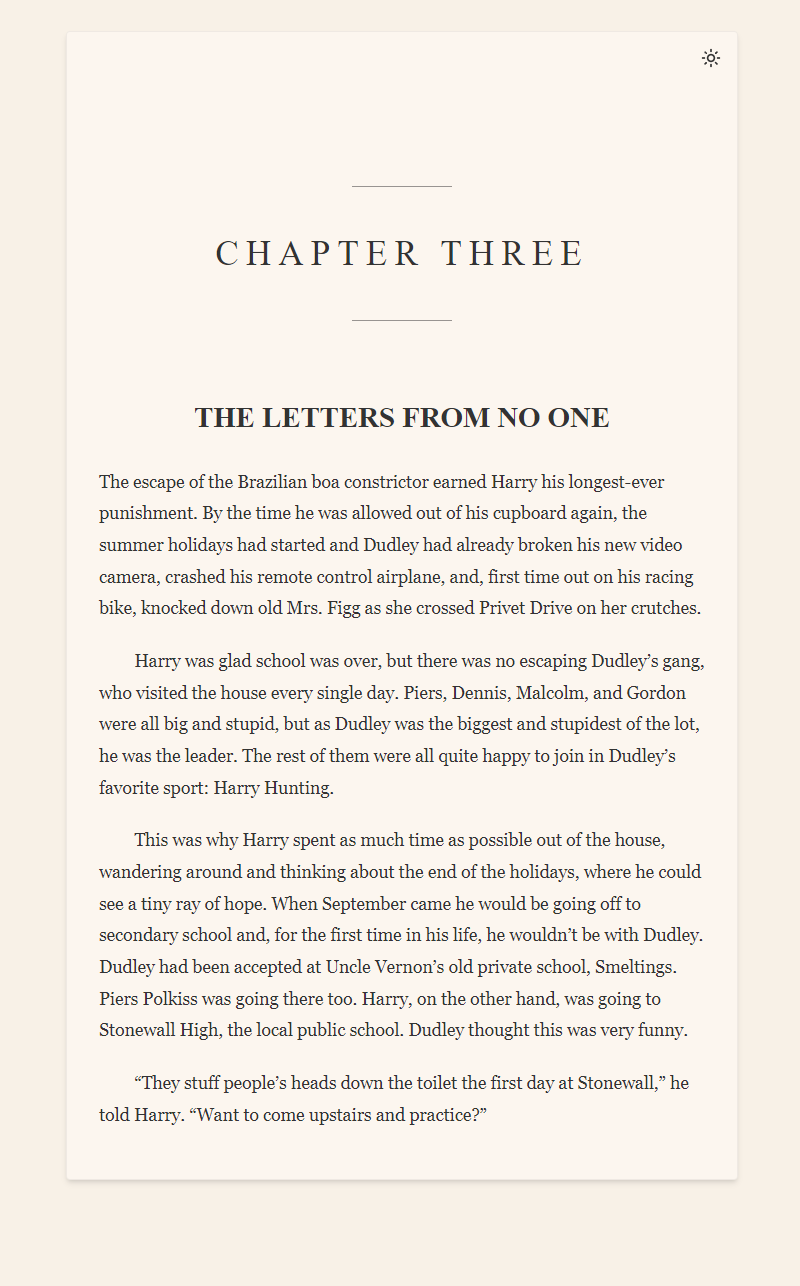 CHAPTER THREE
THE LETTERS FROM NO ONE
The escape of the Brazilian boa constrictor earned Harry his longest-ever
punishment. By the time he was allowed out of his cupboard again, the
summer holidays had started and Dudley had already broken his new video
camera, crashed his remote control airplane, and, first time out on his racing
bike, knocked down old Mrs. Figg as she crossed Privet Drive on her crutches.
Harry was glad school was over, but there was no escaping Dudley’s gang,
who visited the house every single day. Piers, Dennis, Malcolm, and Gordon
were all big and stupid, but as Dudley was the biggest and stupidest of the lot,
he was the leader. The rest of them were all quite happy to join in Dudley’s
favorite sport: Harry Hunting.
This was why Harry spent as much time as possible out of the house,
wandering around and thinking about the end of the holidays, where he could
see a tiny ray of hope. When September came he would be going off to
secondary school and, for the first time in his life, he wouldn’t be with Dudley.
Dudley had been accepted at Uncle Vernon’s old private school, Smeltings.
Piers Polkiss was going there too. Harry, on the other hand, was going to
Stonewall High, the local public school. Dudley thought this was very funny.
“They stuff people’s heads down the toilet the first day at Stonewall,” he
told Harry. “Want to come upstairs and practice?”